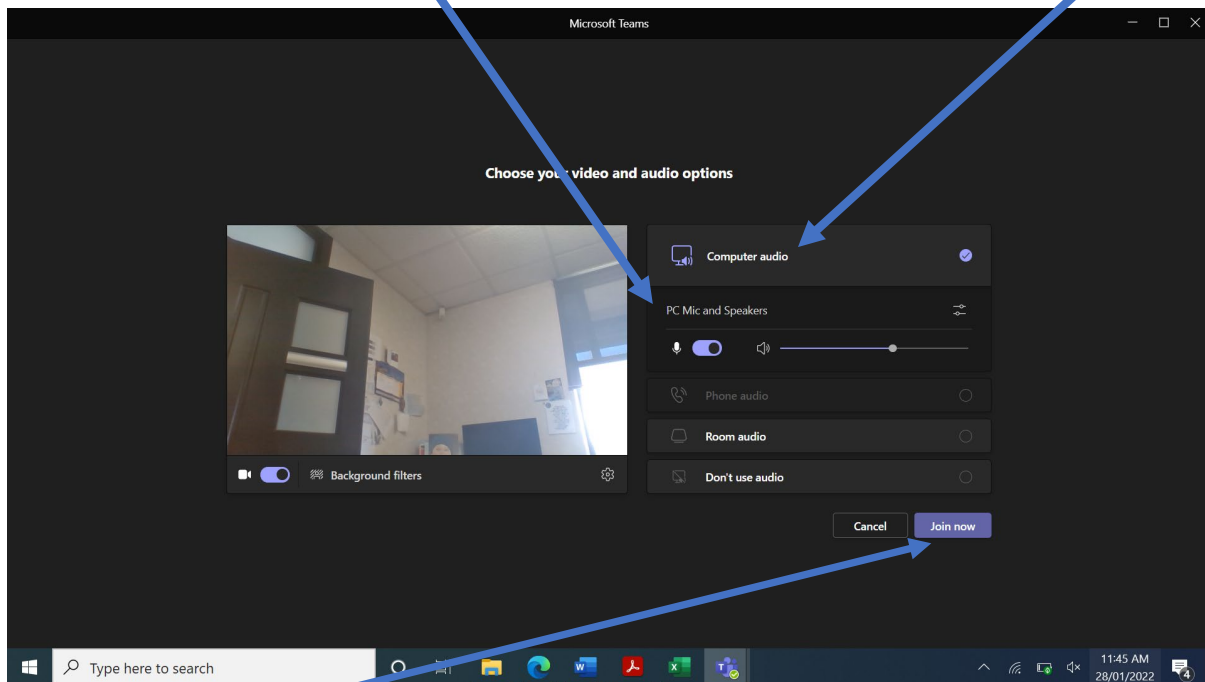 Microsoft Teams
Choose your video and audio options
Computer audio
PC Mic and Speakers
Phone audio
Room audio
Background filters
Don't use audio
Cancel
Join now
Type here to search
11:45 AM
28/01/2022
4